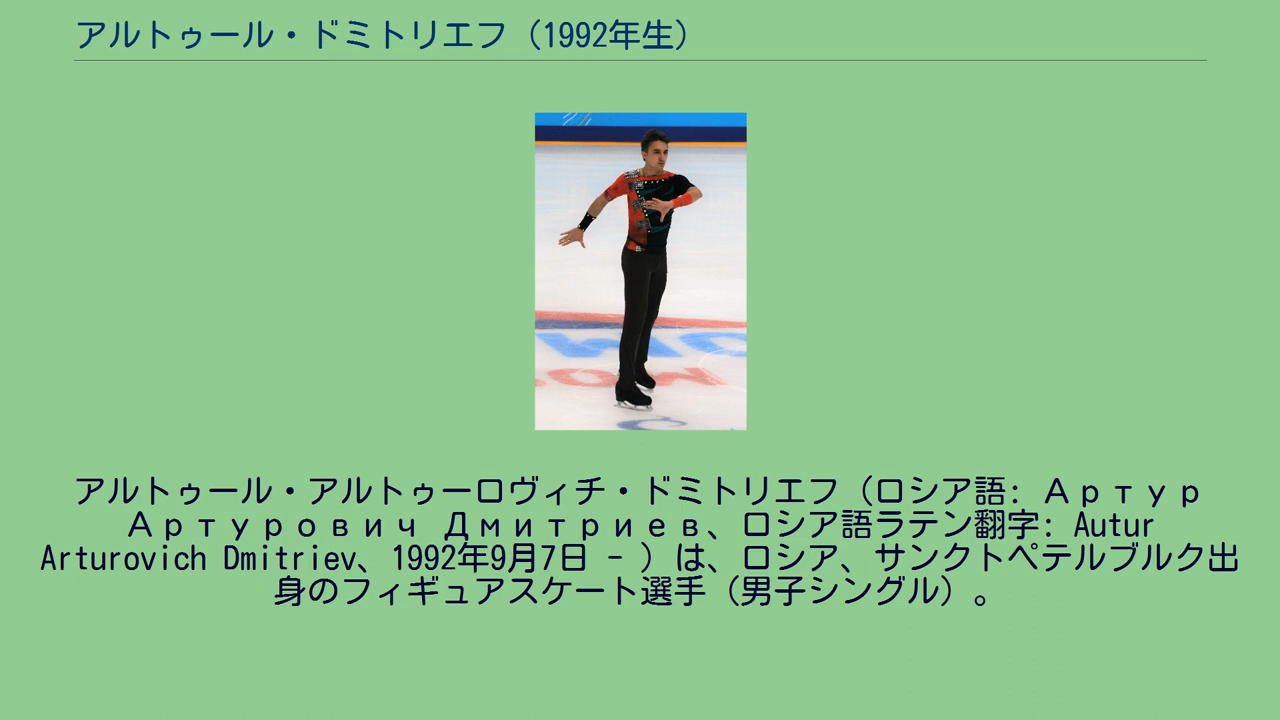 アルトゥール・ドミトリエフ（1992年生）
アルトゥール・アルトゥーロヴィチ・ドミトリエフ（ロシア語: Артур
Артурович Дмитриев、ロシア語ラテン翻字: Autur
Arturovich Dmitriev、1992年9月7日 - ）は、ロシア、サンクトペテルブルク出
身のフィギュアスケート選手（男子シングル）。